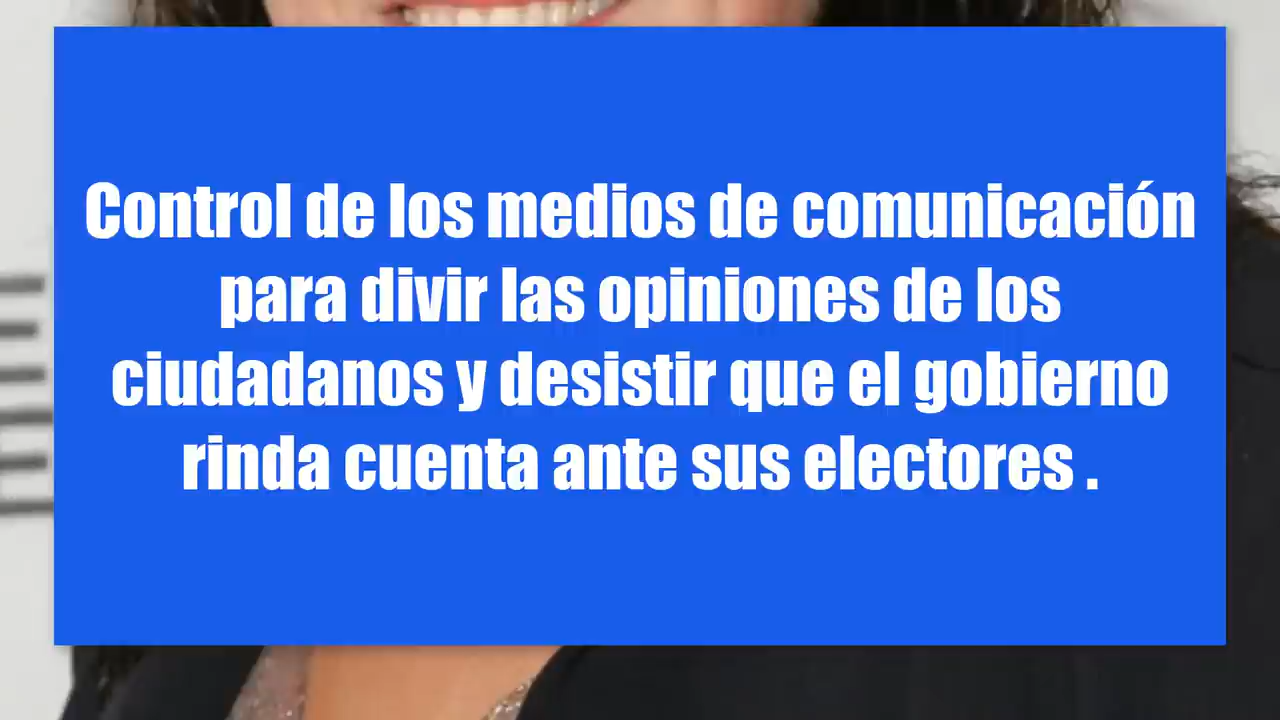 Control de los medios de comunicación
para divir las opiniones de los
ciudadanos y desistir que el gobierno
rinda cuenta ante sus electores .